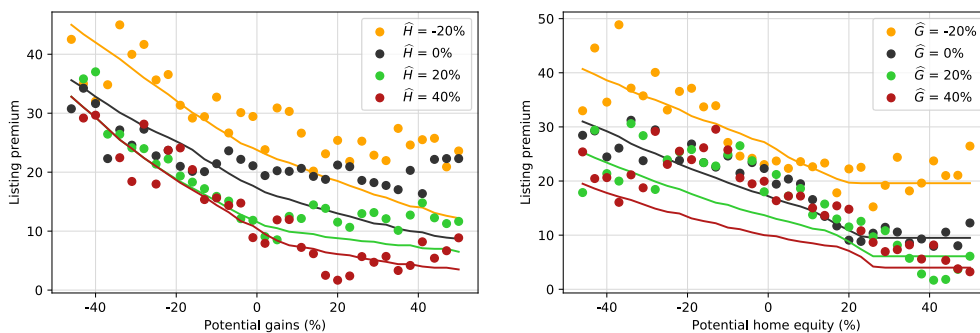 Listing premium
40
30
20
10
0
-40
-20
0
20
40
Potential gains (%)
Ĥ = -20%
Ĥ = 0%
Ĥ = 20%
Ĥ = 40%
Listing premium
50
40
30
20
10
0
-40
-20
0
20
40
Potential home equity (%)
Ĝ = -20%
Ĝ = 0%
Ĝ = 20%
Ĝ = 40%